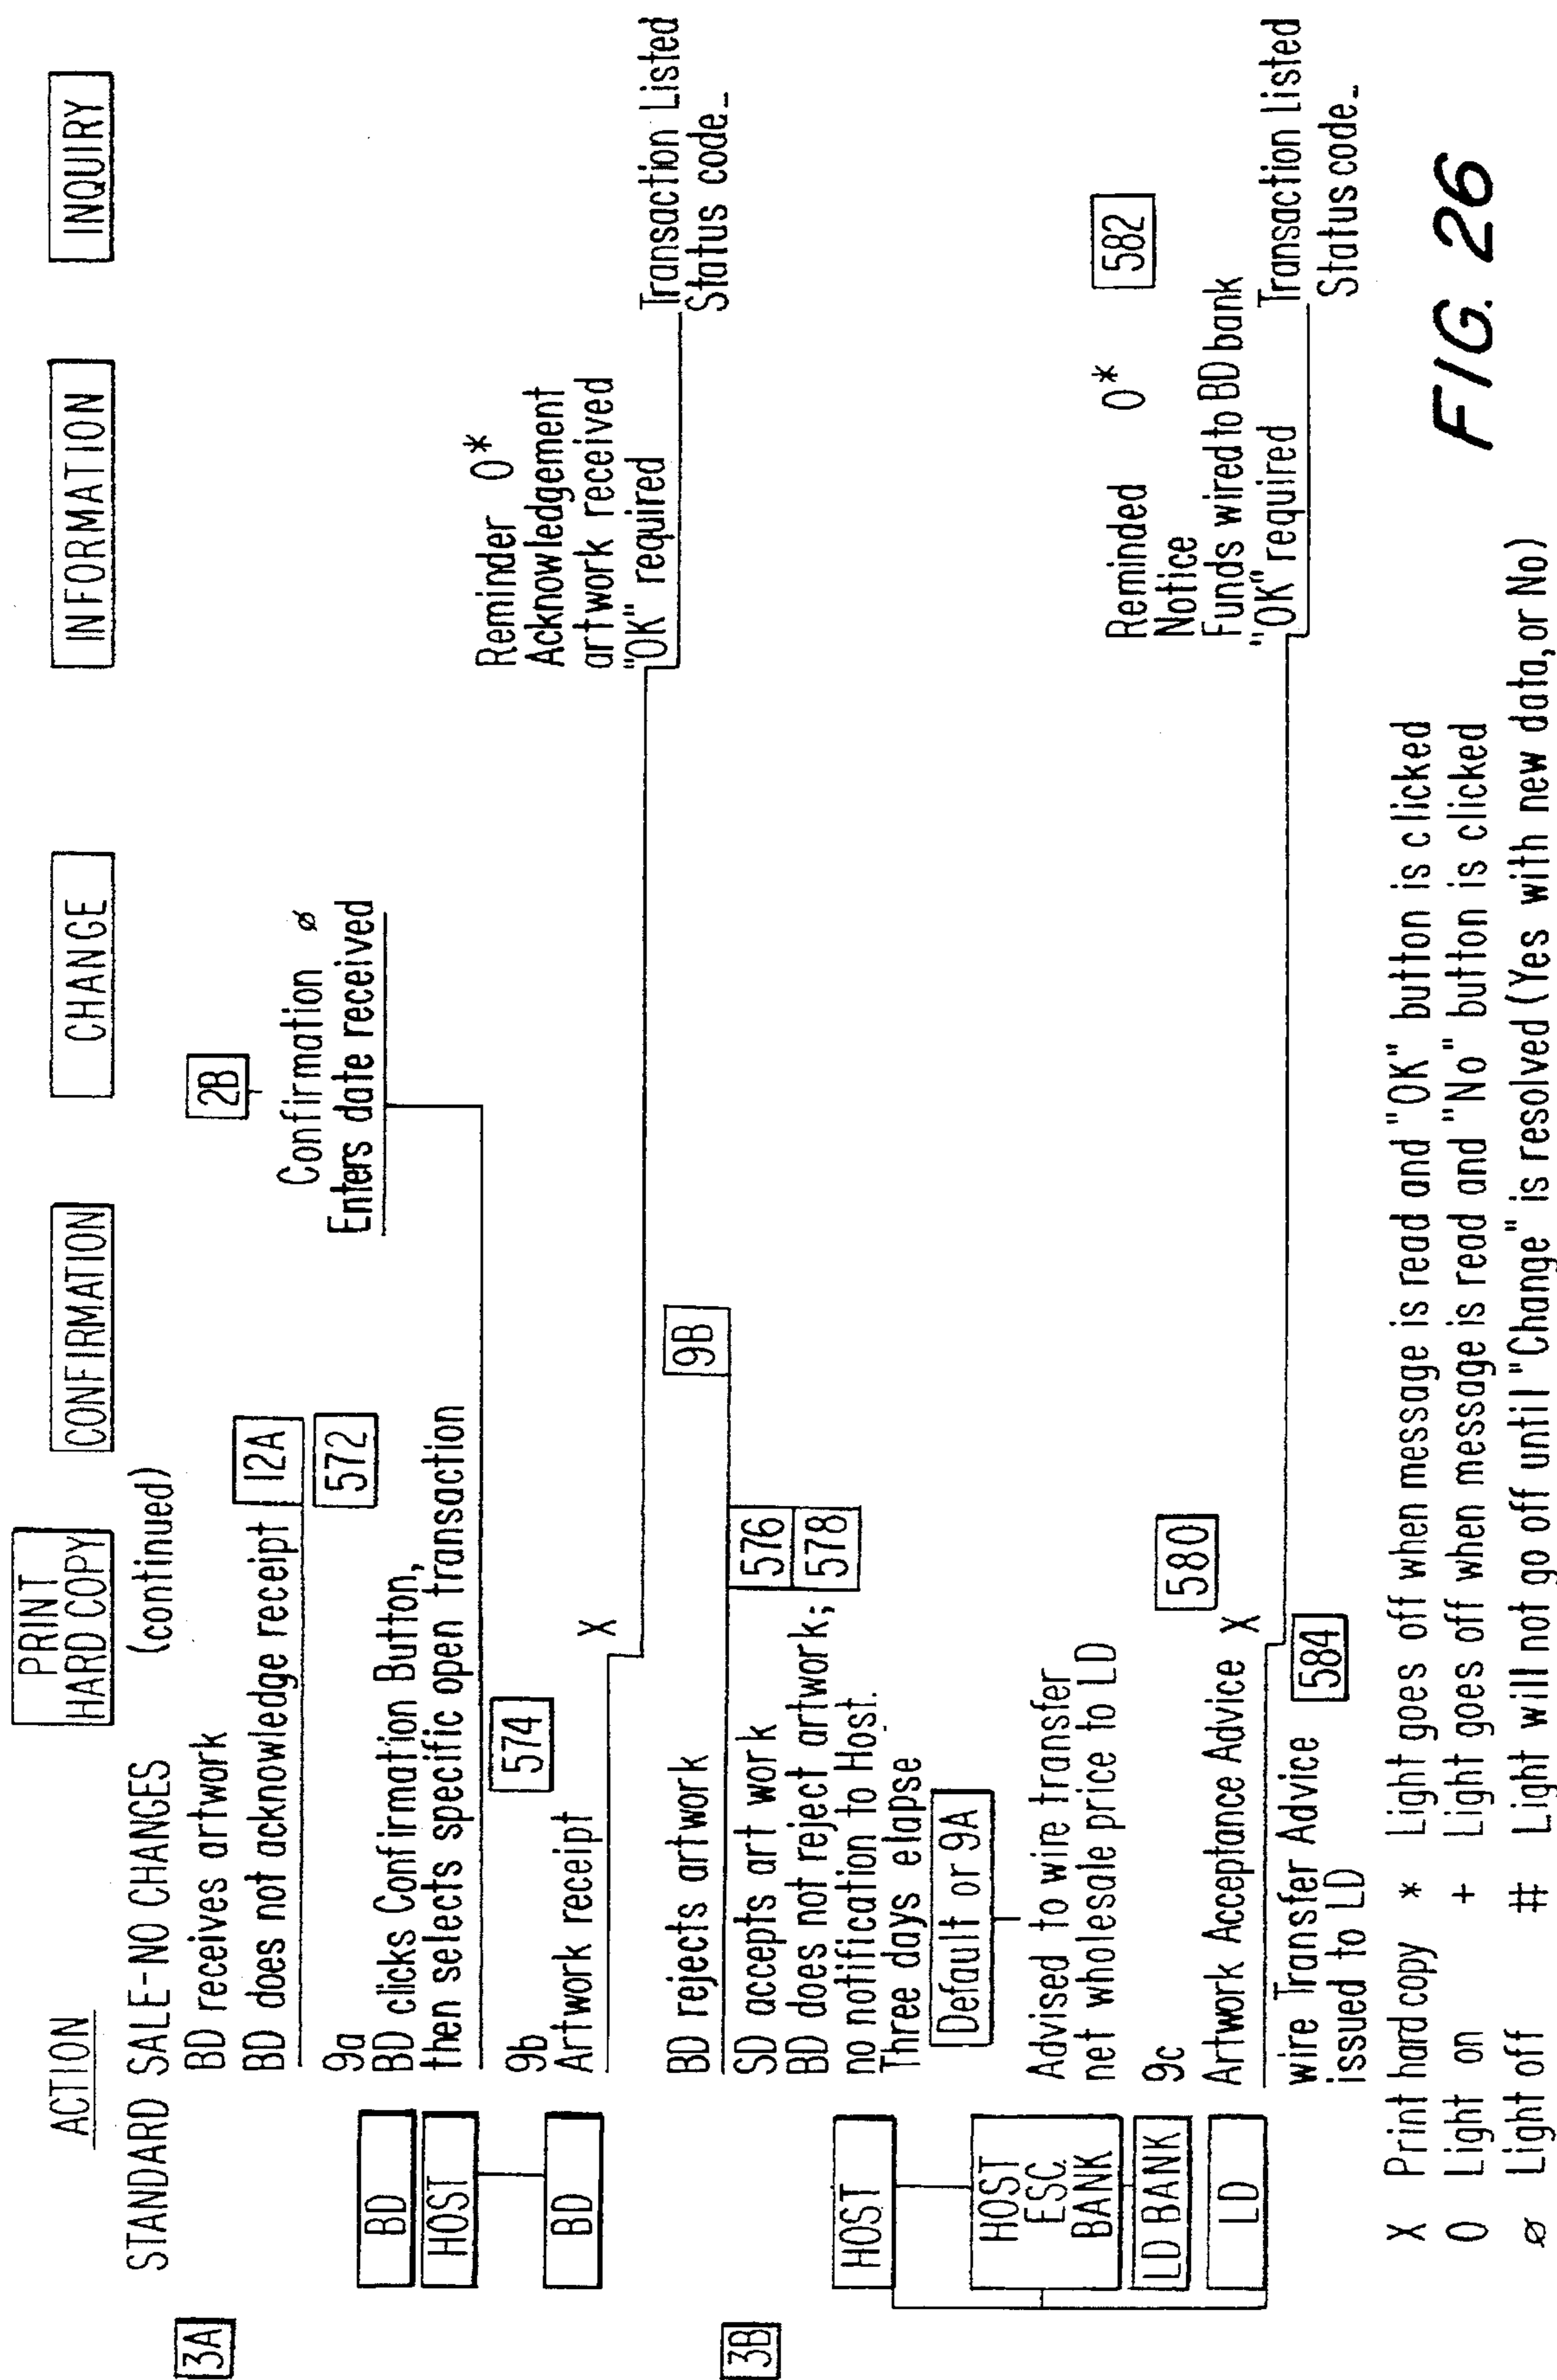 ACTION
PRINT
HARD COPY
CONFIRMATION
CHANGE
INFORMATION
INQUIRY
STANDARD SALE-NO CHANGES (continued)
3A
BD receives artwork
BD does not acknowledge receipt 12A
2B
572
Confirmation ø
Enters date received
9a
BD
BD clicks Confirmation Button,
then selects specific open transaction
HOST
574
9b
BD
Artwork receipt X
Reminder O*
Acknowledgement
artwork received
"OK" required
Transaction Listed
Status code_
3B
BD rejects artwork
9B
SD accepts art work 576
BD does not reject artwork; 578
no notification to Host.
Three days elapse
HOST
Default or 9A
HOST
ESC.
BANK
Advised to wire transfer
net wholesale price to LD
LD BANK
9c
580
LD
Artwork Acceptance Advice X
584
Reminded O*
582
Notice
Funds wired to BD bank
"OK" required
Transaction Listed
Status code_
wire Transfer Advice
issued to LD
X Print hard copy * Light goes off when message is read and "OK" button is clicked
O Light on + Light goes off when message is read and "No" button is clicked
ø Light off # Light will not go off until "Change" is resolved (Yes with new data, or No)
FIG. 26